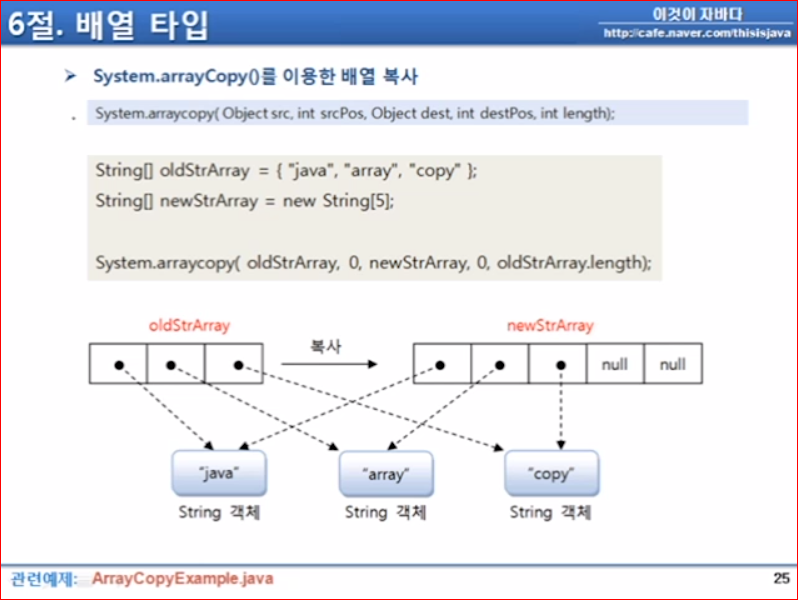 6절. 배열 타입
이것이 자바다
http://cafe.naver.com/thisisjava
➤ System.arrayCopy()를 이용한 배열 복사
System.arraycopy( Object src, int srcPos, Object dest, int destPos, int length);
String[] oldStrArray = { "java", "array", "copy" };
String[] newStrArray = new String[5];
System.arraycopy( oldStrArray, 0, newStrArray, 0, oldStrArray.length);
oldStrArray
복사
newStrArray
null null
"java" "array" "copy"
String 객체 String 객체 String 객체
관련예제: ArrayCopyExample.java
25